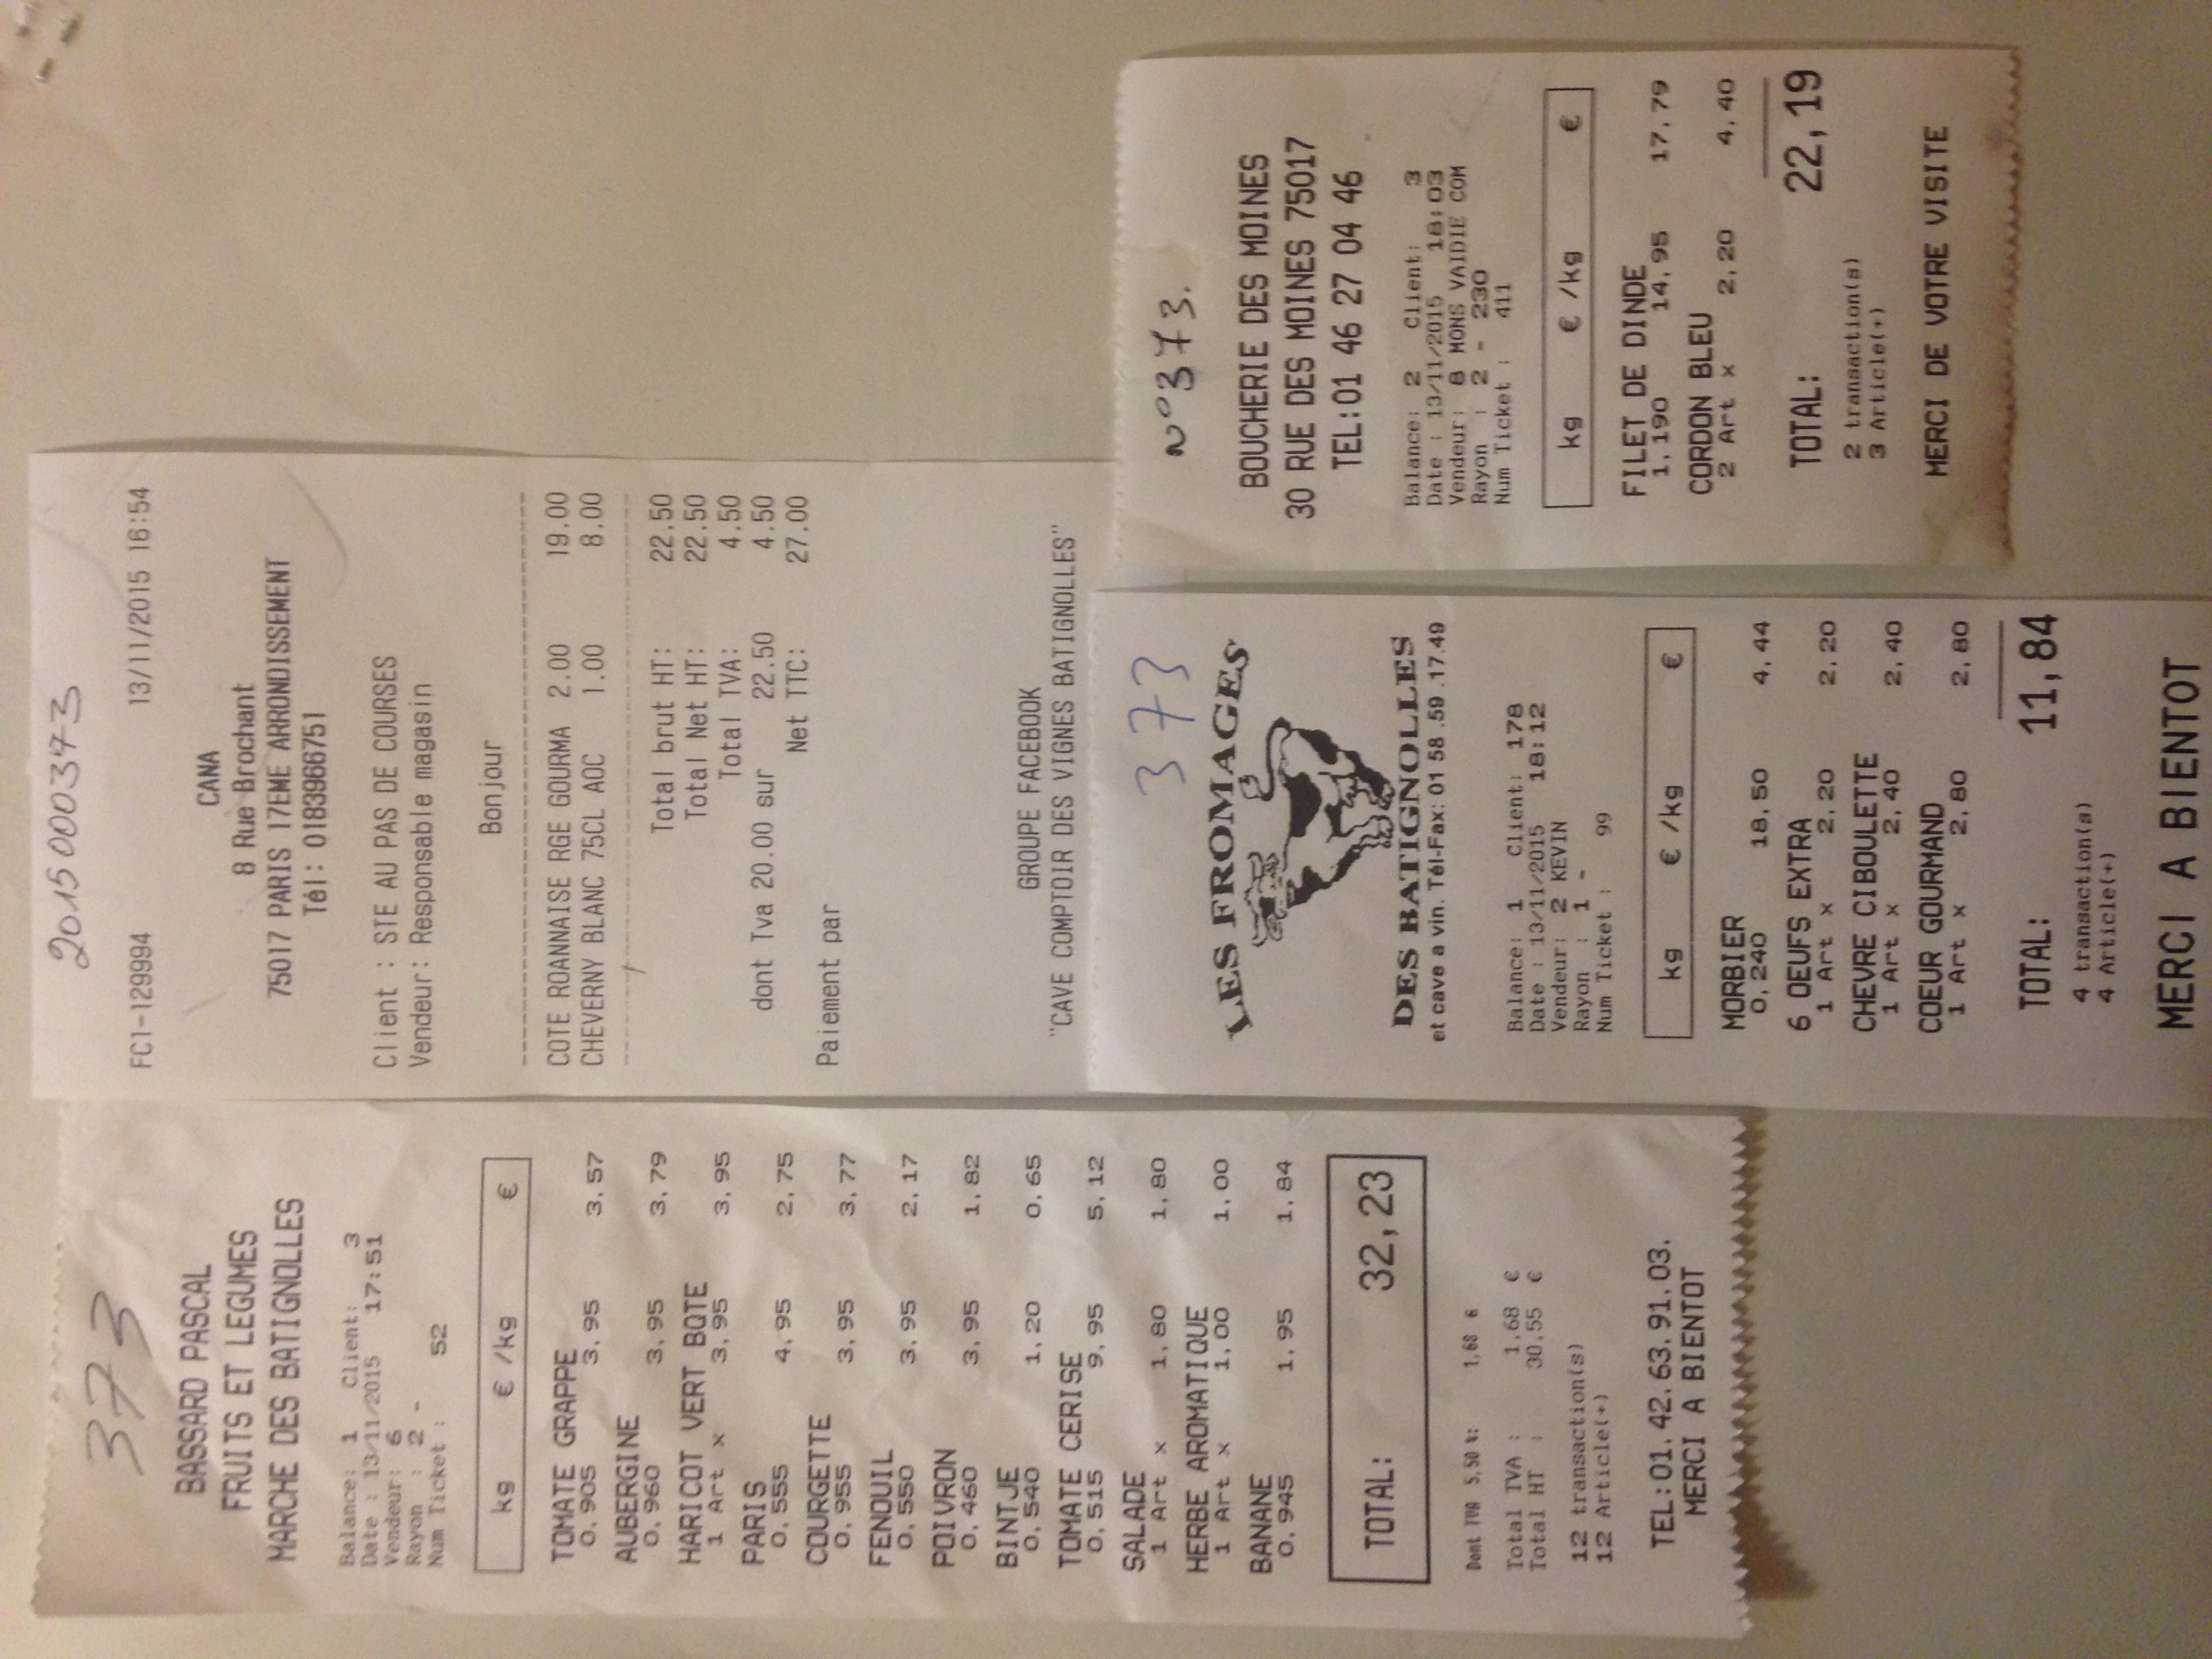 373
BASSARD PASCAL
FRUITS ET LEGUMES
MARCHE DES BATIGNOLLES
Balance: 1 Client: 3
Date : 13/11/2015 17:51
Vendeur: 6
Rayon : 2 -
Num Ticket : 52
kg € /kg €
TOMATE GRAPPE
0,905 3,95 3,57
AUBERGINE
0,960 3,95 3,79
HARICOT VERT BQTE
1 Art x 3,95 3,95
PARIS
0,555 4,95 2,75
COURGETTE
0,955 3,95 3,77
FENOUIL
0,550 3,95 2,17
POIVRON
0,460 3,95 1,82
BINTJE
0,540 1,20 0,65
TOMATE CERISE
0,515 9,95 5,12
SALADE
1 Art x 1,80 1,80
HERBE AROMATIQUE
1 Art x 1,00 1,00
BANANE
0,945 1,95 1,84
TOTAL: 32,23
Dont TVA 5,50 %: 1,68 €
Total TVA : 1,68 €
Total HT : 30,55 €
12 transaction(s)
12 Article(+)
TEL:01.42.63.91.03.
MERCI A BIENTOT
2015000373
FC1-129994 13/11/2015 16:54
CANA
8 Rue Brochant
75017 PARIS 17EME ARRONDISSEMENT
Tél: 0183966751
Client : STE AU PAS DE COURSES
Vendeur: Responsable magasin
Bonjour
COTE ROANNAISE RGE GOURMA 2.00 19.00
CHEVERNY BLANC 75CL AOC 1.00 8.00
Total brut HT: 22.50
Total Net HT: 22.50
Total TVA: 4.50
dont Tva 20.00 sur 22.50 4.50
Net TTC: 27.00
Paiement par
GROUPE FACEBOOK
"CAVE COMPTOIR DES VIGNES BATIGNOLLES"
373
LES FROMAGES
DES BATIGNOLLES
et cave a vin. Tél-Fax: 01 58 .59 .17.49
Balance: 1 Client: 178
Date : 13/11/2015 18:12
Vendeur: 2 KEVIN
Rayon : 1 -
Num Ticket : 99
kg € /kg €
MORBIER
0,240 18,50 4,44
6 OEUFS EXTRA
1 Art x 2,20 2,20
CHEVRE CIBOULETTE
1 Art x 2,40 2,40
COEUR GOURMAND
1 Art x 2,80 2,80
TOTAL: 11,84
4 transaction(s)
4 Article(+)
MERCI A BIENTOT
N°373.
BOUCHERIE DES MOINES
30 RUE DES MOINES 75017
TEL:01 46 27 04 46
Balance: 2 Client: 3
Date : 13/11/2015 18:03
Vendeur: 8 MONS VAIDIE COM
Rayon : 2 - 230
Num Ticket : 411
kg € /kg €
FILET DE DINDE
1,190 14,95 17,79
CORDON BLEU
2 Art x 2,20 4,40
TOTAL: 22,19
2 transaction(s)
3 Article(+)
MERCI DE VOTRE VISITE